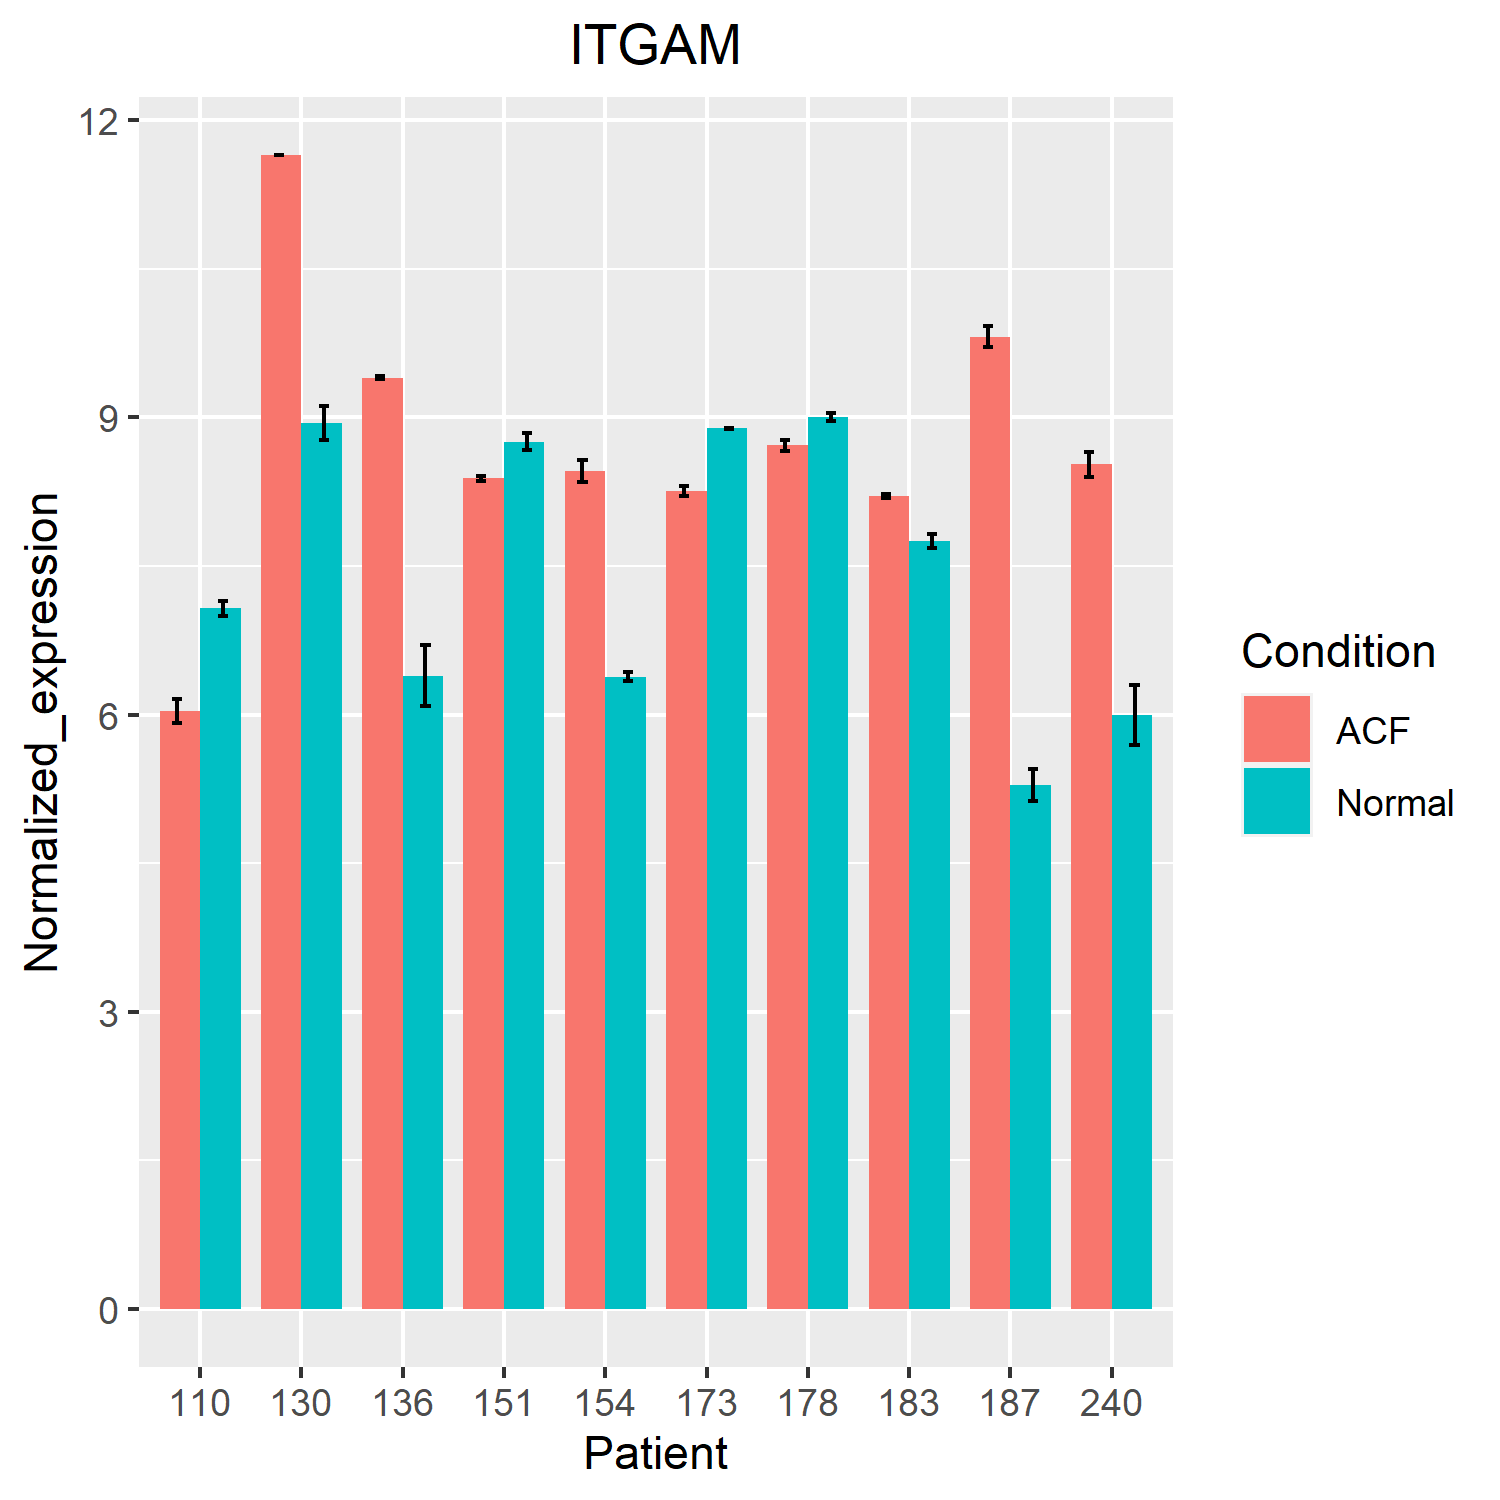 ITGAM
12
9
6
3
0
Normalized_expression
110 130 136 151 154 173 178 183 187 240
Patient
Condition
ACF
Normal